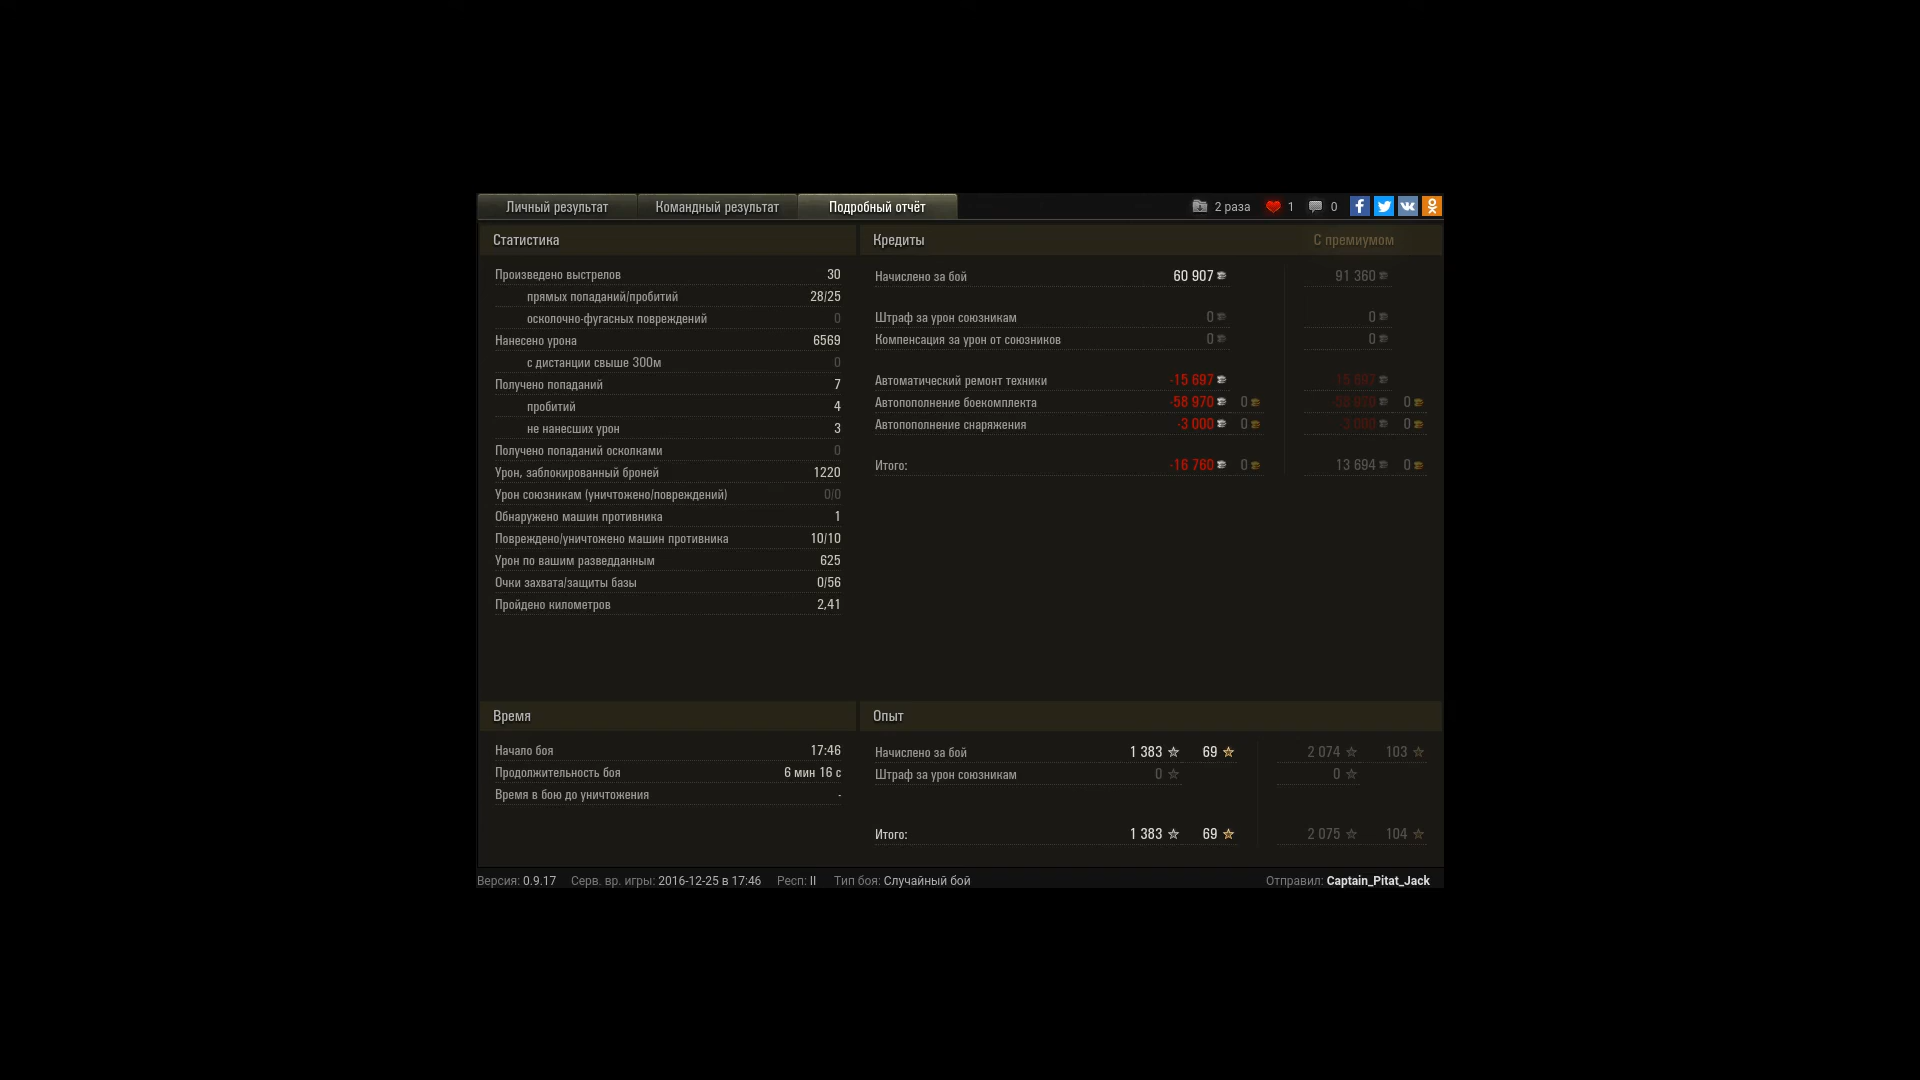 Личный результат Командный результат Подробный отчёт 2 раза 1 0
Статистика
Произведено выстрелов 30
прямых попаданий/пробитий 28/25
осколочно-фугасных повреждений 0
Нанесено урона 6569
с дистанции свыше 300м 0
Получено попаданий 7
пробитий 4
не нанесших урон 3
Получено попаданий осколками 0
Урон, заблокированный броней 1220
Урон союзникам (уничтожено/повреждений) 0/0
Обнаружено машин противника 1
Повреждено/уничтожено машин противника 10/10
Урон по вашим разведданным 625
Очки захвата/защиты базы 0/56
Пройдено километров 2,41
Кредиты С премиумом
Начислено за бой 60 907 91 360
Штраф за урон союзникам 0 0
Компенсация за урон от союзников 0 0
Автоматический ремонт техники -15 697 -15 697
Автопополнение боекомплекта -58 970 0 -58 970 0
Автопополнение снаряжения -3 000 0 -3 000 0
Итого: -16 760 0 13 694 0
Время
Начало боя 17:46
Продолжительность боя 6 мин 16 с
Время в бою до уничтожения -
Опыт
Начислено за бой 1 383 69 2 074 103
Штраф за урон союзникам 0 0
Итого: 1 383 69 2 075 104
Версия: 0.9.17 Серв. вр. игры: 2016-12-25 в 17:46 Респ: II Тип боя: Случайный бой Отправил: Captain_Pitat_Jack